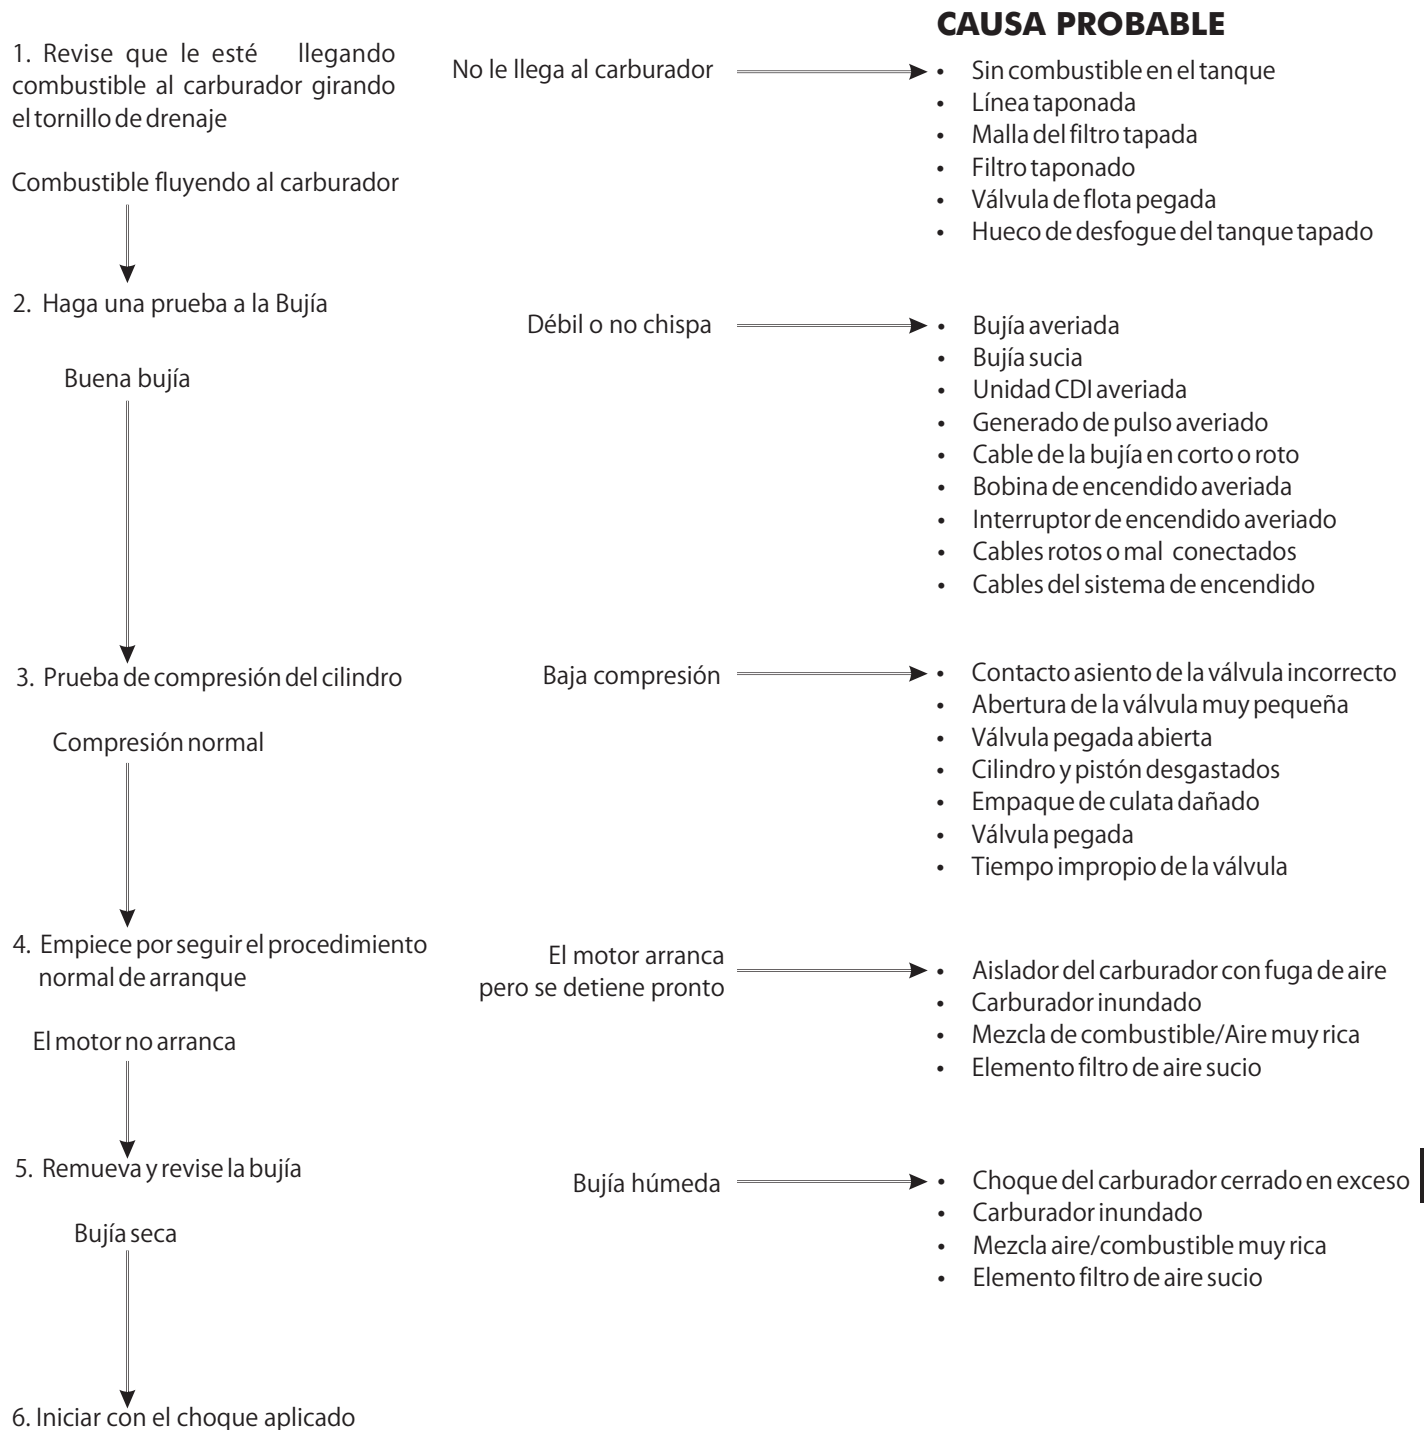 CAUSA PROBABLE
1. Revise que le esté llegando
combustible al carburador girando
el tornillo de drenaje
No le llega al carburador
• Sin combustible en el tanque
• Línea taponada
• Malla del filtro tapada
• Filtro taponado
• Válvula de flota pegada
• Hueco de desfogue del tanque tapado
Combustible fluyendo al carburador
2. Haga una prueba a la Bujía
Débil o no chispa
• Bujía averiada
• Bujía sucia
• Unidad CDI averiada
• Generado de pulso averiado
• Cable de la bujía en corto o roto
• Bobina de encendido averiada
• Interruptor de encendido averiado
• Cables rotos o mal conectados
• Cables del sistema de encendido
Buena bujía
3. Prueba de compresión del cilindro
Baja compresión
• Contacto asiento de la válvula incorrecto
• Abertura de la válvula muy pequeña
• Válvula pegada abierta
• Cilindro y pistón desgastados
• Empaque de culata dañado
• Válvula pegada
• Tiempo impropio de la válvula
Compresión normal
4. Empiece por seguir el procedimiento
normal de arranque
El motor arranca
pero se detiene pronto
• Aislador del carburador con fuga de aire
• Carburador inundado
• Mezcla de combustible/Aire muy rica
• Elemento filtro de aire sucio
El motor no arranca
5. Remueva y revise la bujía
Bujía húmeda
• Choque del carburador cerrado en exceso
• Carburador inundado
• Mezcla aire/combustible muy rica
• Elemento filtro de aire sucio
Bujía seca
6. Iniciar con el choque aplicado